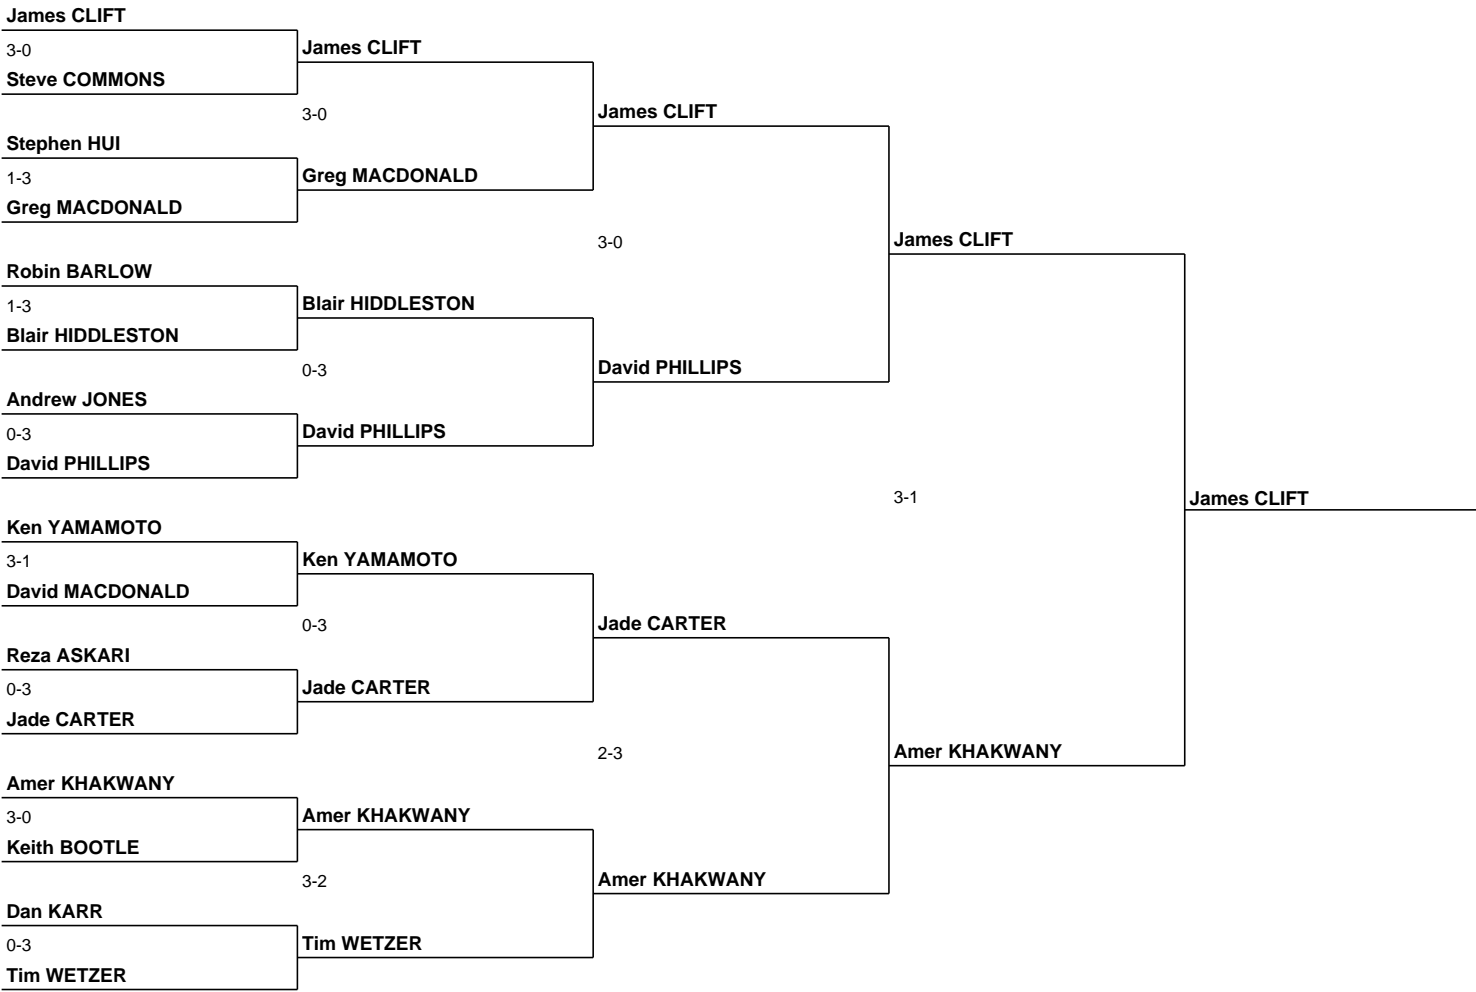 James CLIFT
3-0
Steve COMMONS
Stephen HUI
1-3
Greg MACDONALD
Robin BARLOW
1-3
Blair HIDDLESTON
Andrew JONES
0-3
David PHILLIPS
Ken YAMAMOTO
3-1
David MACDONALD
Reza ASKARI
0-3
Jade CARTER
Amer KHAKWANY
3-0
Keith BOOTLE
Dan KARR
0-3
Tim WETZER
James CLIFT
3-0
Greg MACDONALD
Blair HIDDLESTON
0-3
David PHILLIPS
Ken YAMAMOTO
0-3
Jade CARTER
Amer KHAKWANY
3-2
Tim WETZER
James CLIFT
3-0
David PHILLIPS
Jade CARTER
2-3
Amer KHAKWANY
James CLIFT
3-1
Amer KHAKWANY
James CLIFT